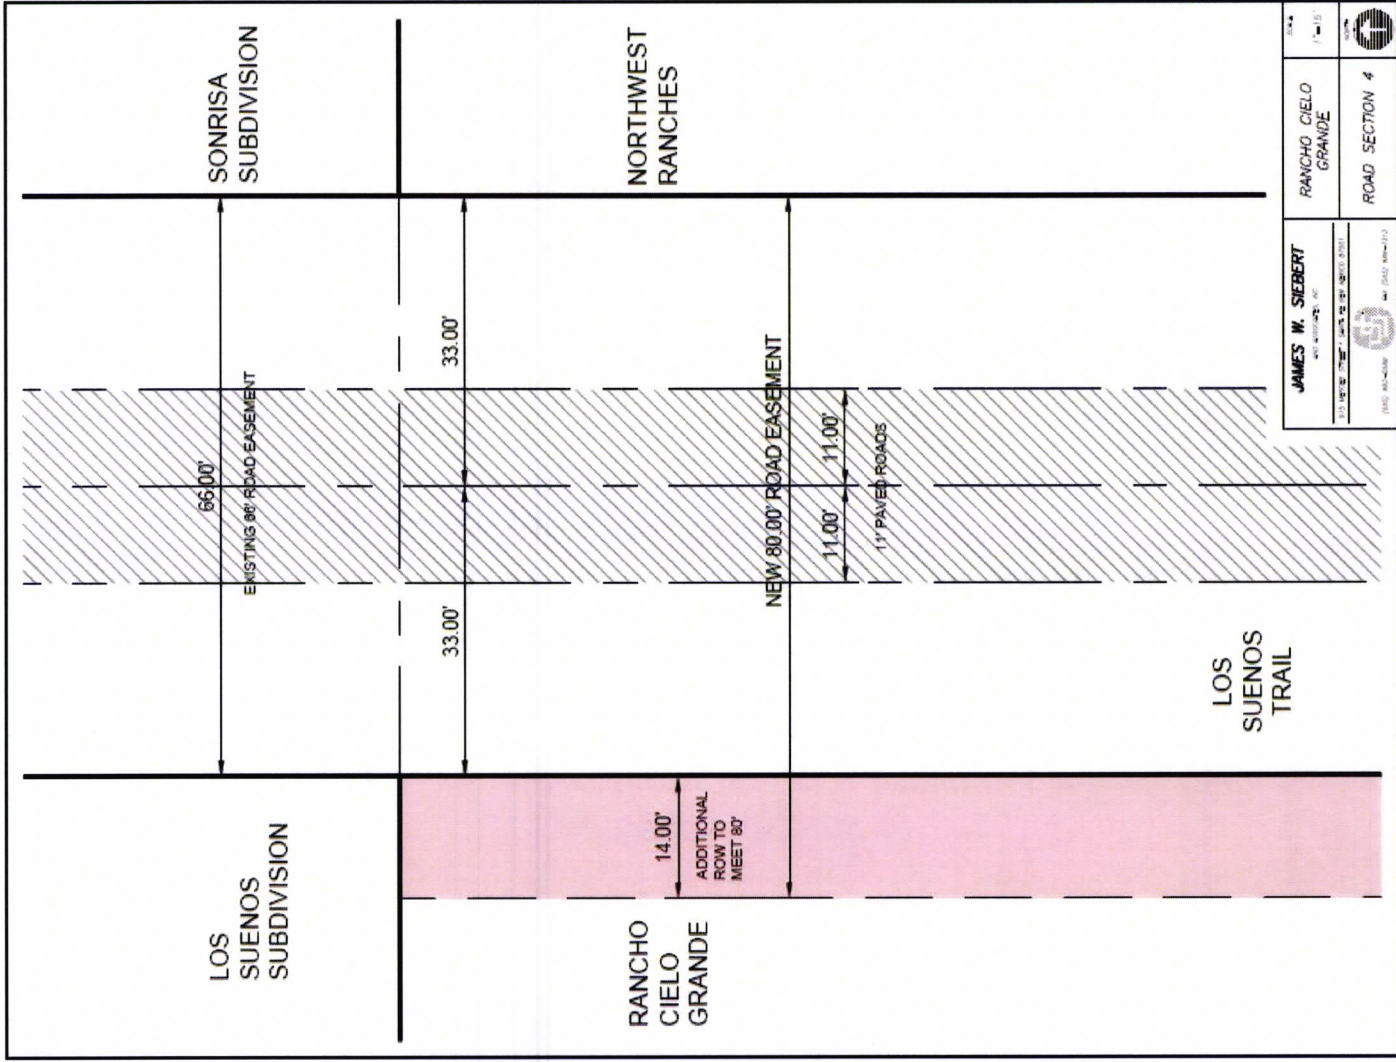 SONRISA
SUBDIVISION
NORTHWEST
RANCHES
66.00'
EXISTING 66' ROAD EASEMENT
33.00'
33.00'
NEW 80.00' ROAD EASEMENT
11.00'
11.00'
11' PAVED ROADS
LOS
SUENOS
TRAIL
LOS
SUENOS
SUBDIVISION
14.00'
ADDITIONAL
ROW TO
MEET 80'
RANCHO
CIELO
GRANDE
JAMES W. SIEBERT
RANCHO CIELO
GRANDE
ROAD SECTION 4